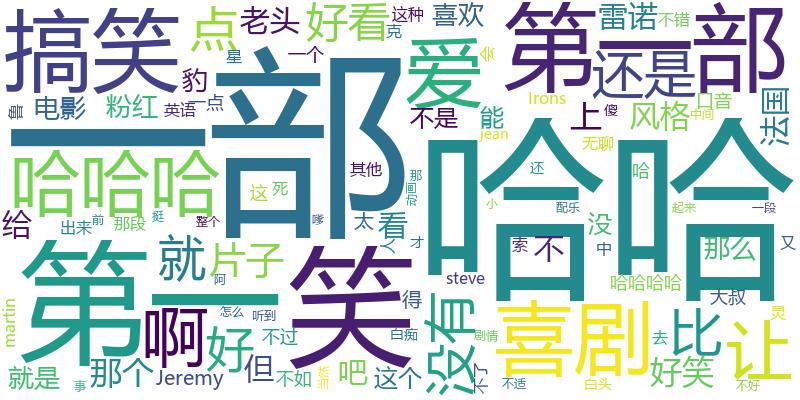 搞笑
点
老头
好看
这种
克
喜欢
雷诺
不错
第一部
星
一个
会
还是
豹
爱
鲁
电影
粉红
英语
一点
不是
能
Irons
上
傻
口音
中间
法国
一部
jean
风格
无聊
哈哈哈
其他
哈哈
还
哈
这
死
那
动画
小
配乐
起来
一段
给
出来
前
那段
挺
整个
嗲
太
看
人
才
没
索
不
中
那么
又
第一
就
片子
笑
阿
steve
哈哈哈哈
大叔
灵
martin
啊
好
怎么
听到
得
没有
喜剧
比
让
不过
白痴
剧情
去
就是
事
那个
Jeremy
但
不如
吧
这个
不了
不适
白头
好笑
不好